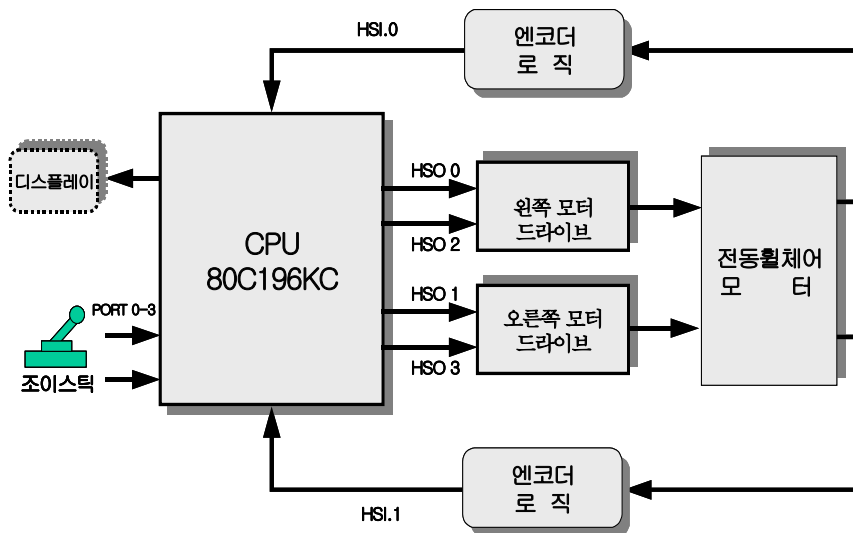 HSI.0
엔코더
로 직
디스플레이
HSO 0
왼쪽 모터
드라이브
HSO 2
CPU
80C196KC
전동휠체어
모 터
PORT 0-3
HSO 1
오른쪽 모터
드라이브
HSO 3
조이스틱
엔코더
로 직
HSI.1